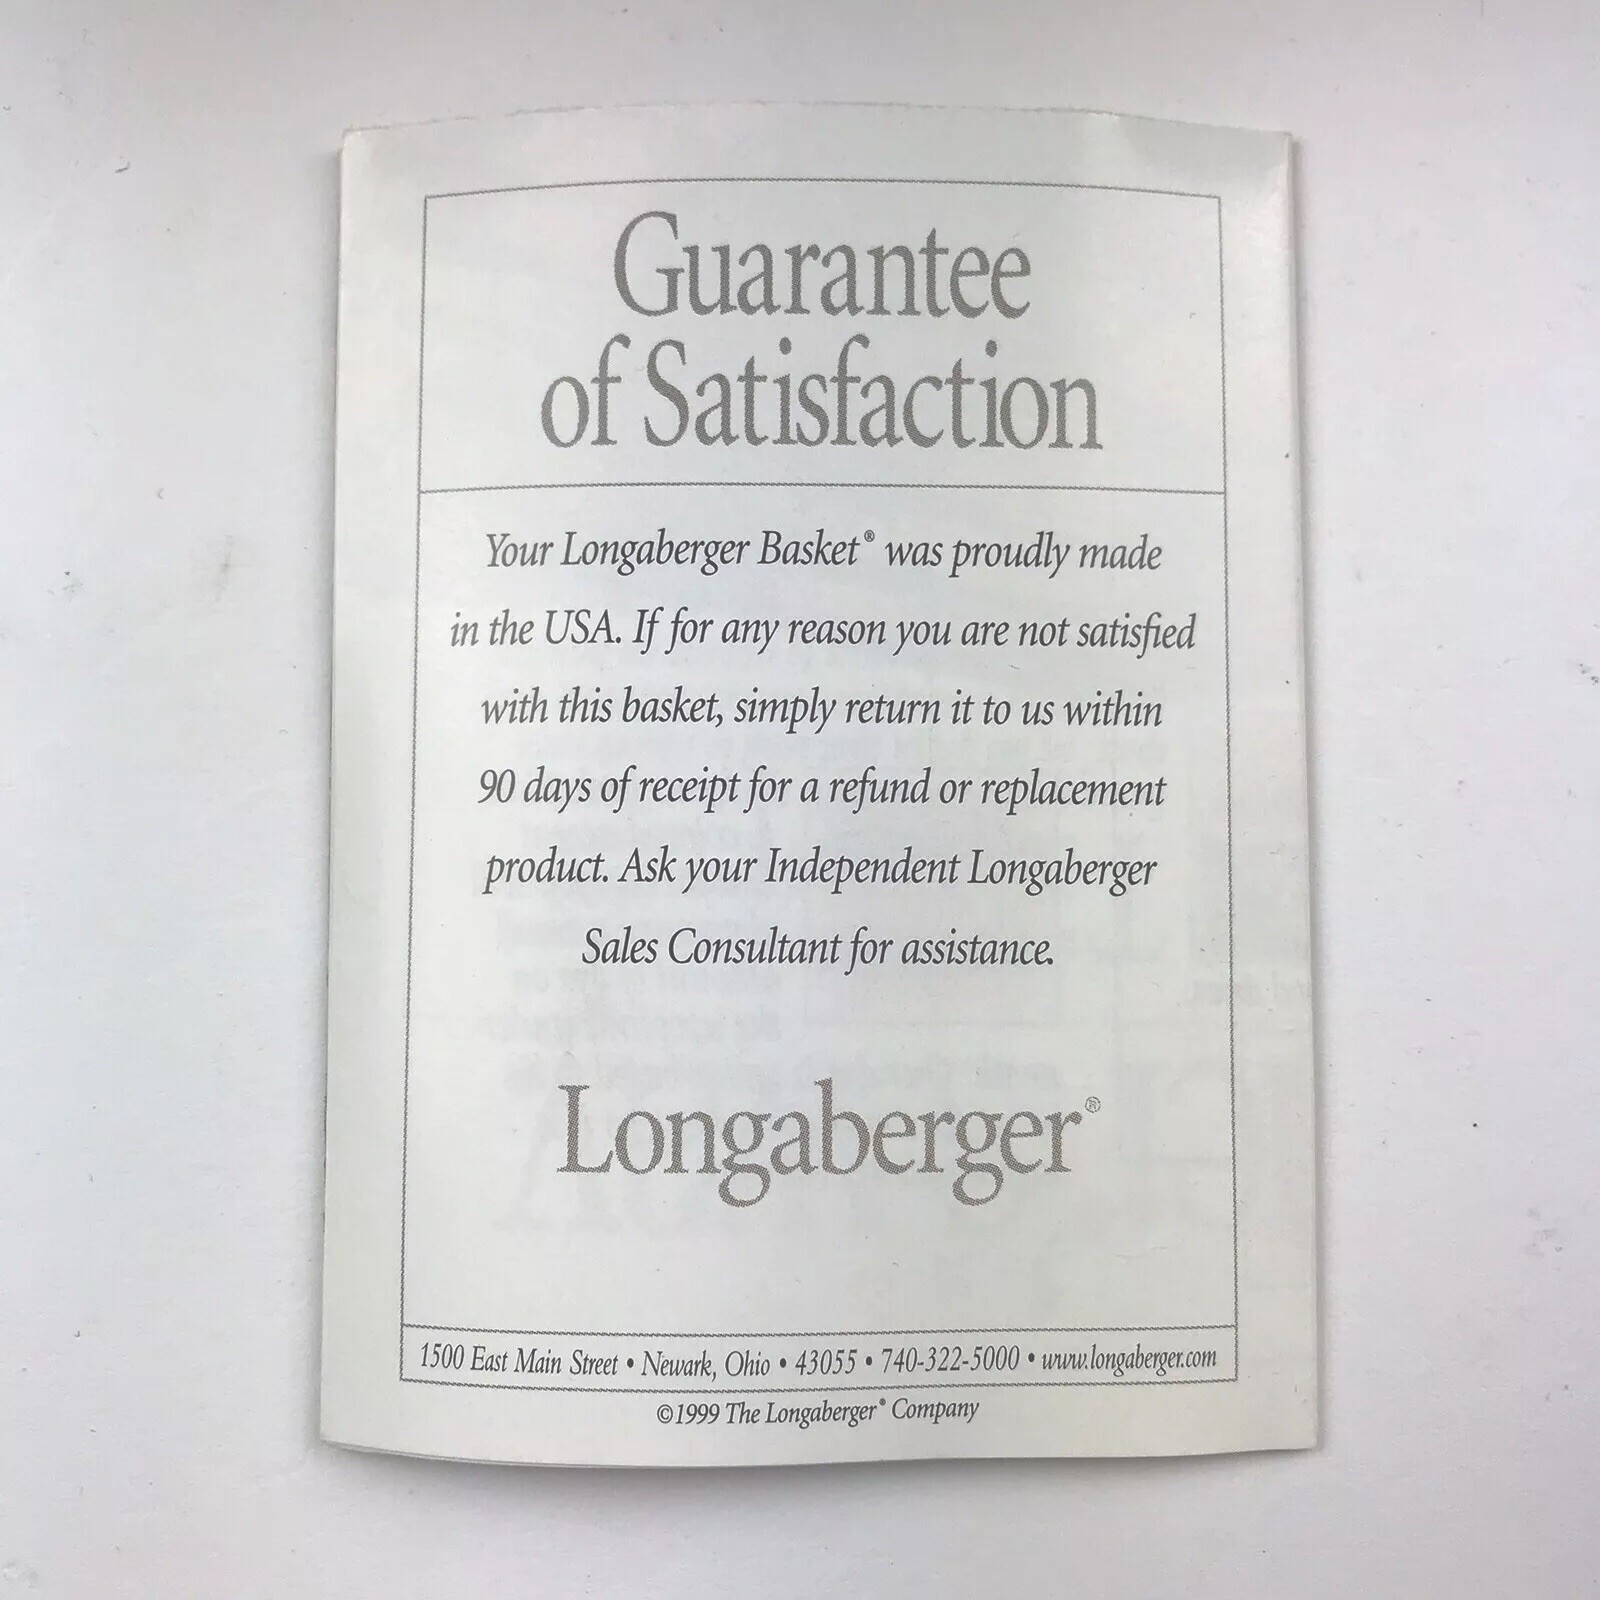 Guarantee
of Satisfaction
Your Longaberger Basket® was proudly made
in the USA. If for any reason you are not satisfied
with this basket, simply return it to us within
90 days of receipt for a refund or replacement
product. Ask your Independent Longaberger
Sales Consultant for assistance.
Longaberger®
1500 East Main Street • Newark, Ohio • 43055 • 740-322-5000 • www.longaberger.com
©1999 The Longaberger® Company